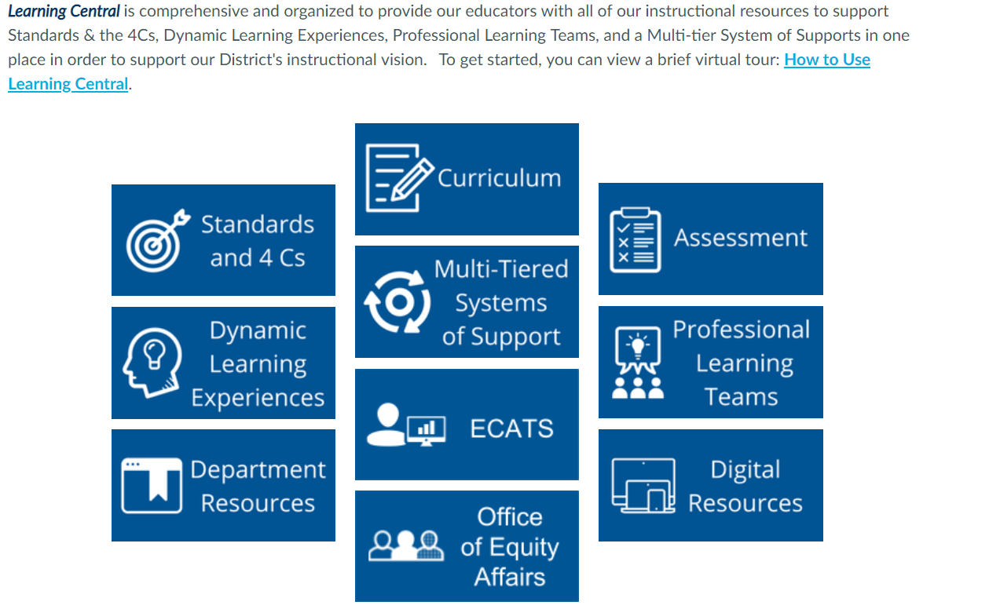 Learning Central is comprehensive and organized to provide our educators with all of our instructional resources to support
Standards & the 4Cs, Dynamic Learning Experiences, Professional Learning Teams, and a Multi-tier System of Supports in one
place in order to support our District's instructional vision. To get started, you can view a brief virtual tour: How to Use
Learning Central.
Standards
and 4 Cs
Dynamic
Learning
Experiences
Department
Resources
Curriculum
Multi-Tiered
Systems
of Support
ECATS
Office
of Equity
Affairs
Assessment
Professional
Learning
Teams
Digital
Resources